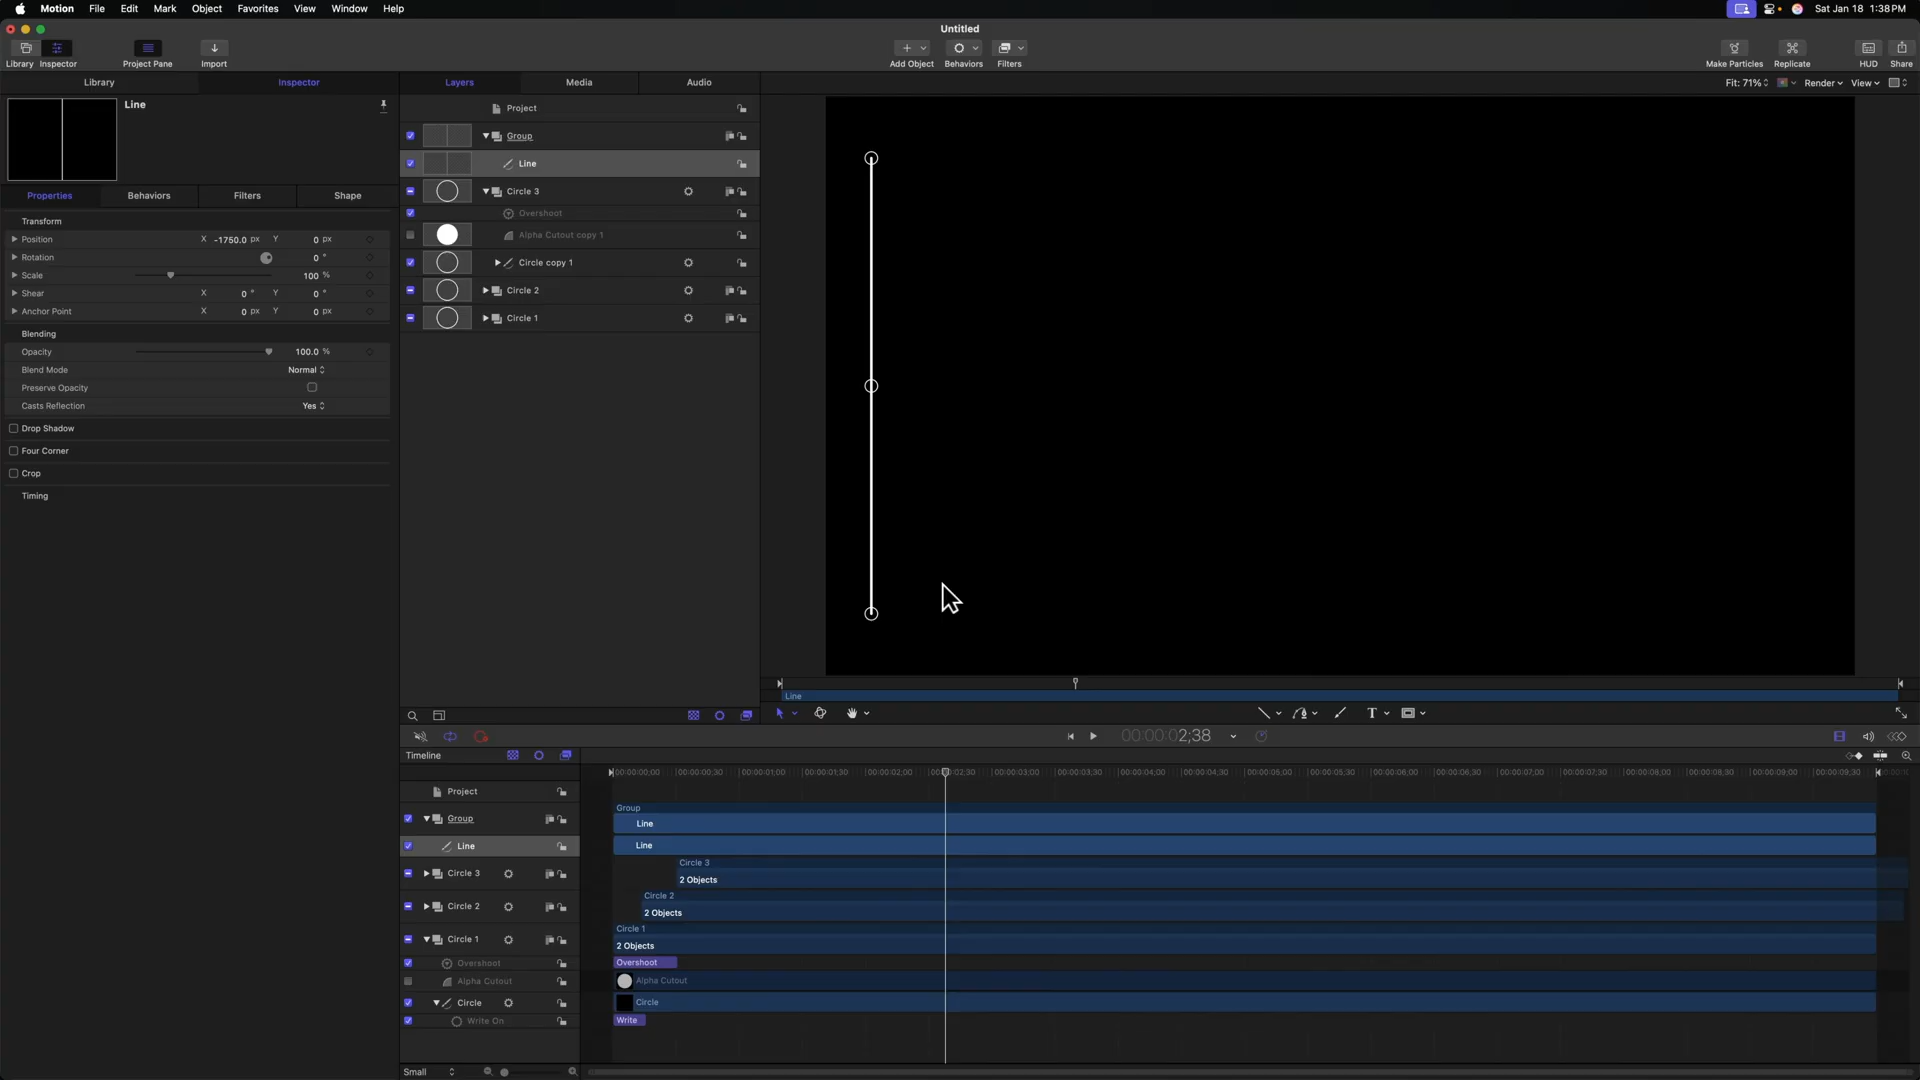 Motion File Edit Mark Object Favorites View Window Help Sat Jan 18 1:38 PM
Untitled
Library Inspector Project Pane Import Add Object Behaviors Filters Make Particles Replicate HUD Share
Library Inspector Layers Media Audio Fit: 71% Render View
Line
Properties Behaviors Filters Shape
Transform
Position X -1750.0 px Y 0 px
Rotation 0 °
Scale 100 %
Shear X 0 ° Y 0 °
Anchor Point X 0 px Y 0 px
Blending
Opacity 100.0 %
Blend Mode Normal
Preserve Opacity
Casts Reflection Yes
Drop Shadow
Four Corner
Crop
Timing
Project
Group
Line
Circle 3
Overshoot
Alpha Cutout copy 1
Circle copy 1
Circle 2
Circle 1
Line
T
00:00:02;38
Timeline
00:00:00;00 00:00:00;30 00:00:01;00 00:00:01;30 00:00:02;00 00:00:02;30 00:00:03;00 00:00:03;30 00:00:04;00 00:00:04;30 00:00:05;00 00:00:05;30 00:00:06;00 00:00:06;30 00:00:07;00 00:00:07;30 00:00:08;00 00:00:08;30 00:00:09;00 00:00:09;30
Project
Group
Line
Circle 3
Circle 2
Circle 1
Overshoot
Alpha Cutout
Circle
Write On
Group
Line
Line
Circle 3
2 Objects
Circle 2
2 Objects
Circle 1
2 Objects
Overshoot
Alpha Cutout
Circle
Write
Small